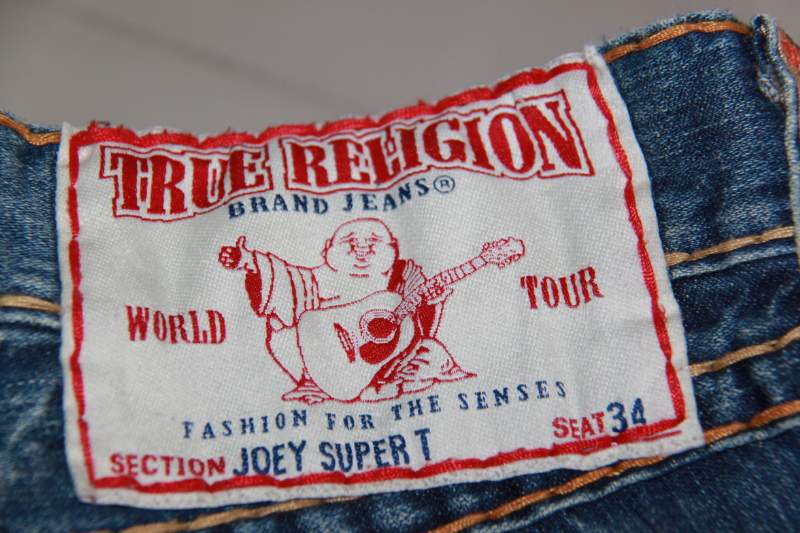 TRUE RELIGION
BRAND JEANS®
WORLD TOUR
FASHION FOR THE SENSES
SECTION JOEY SUPER T SEAT 34